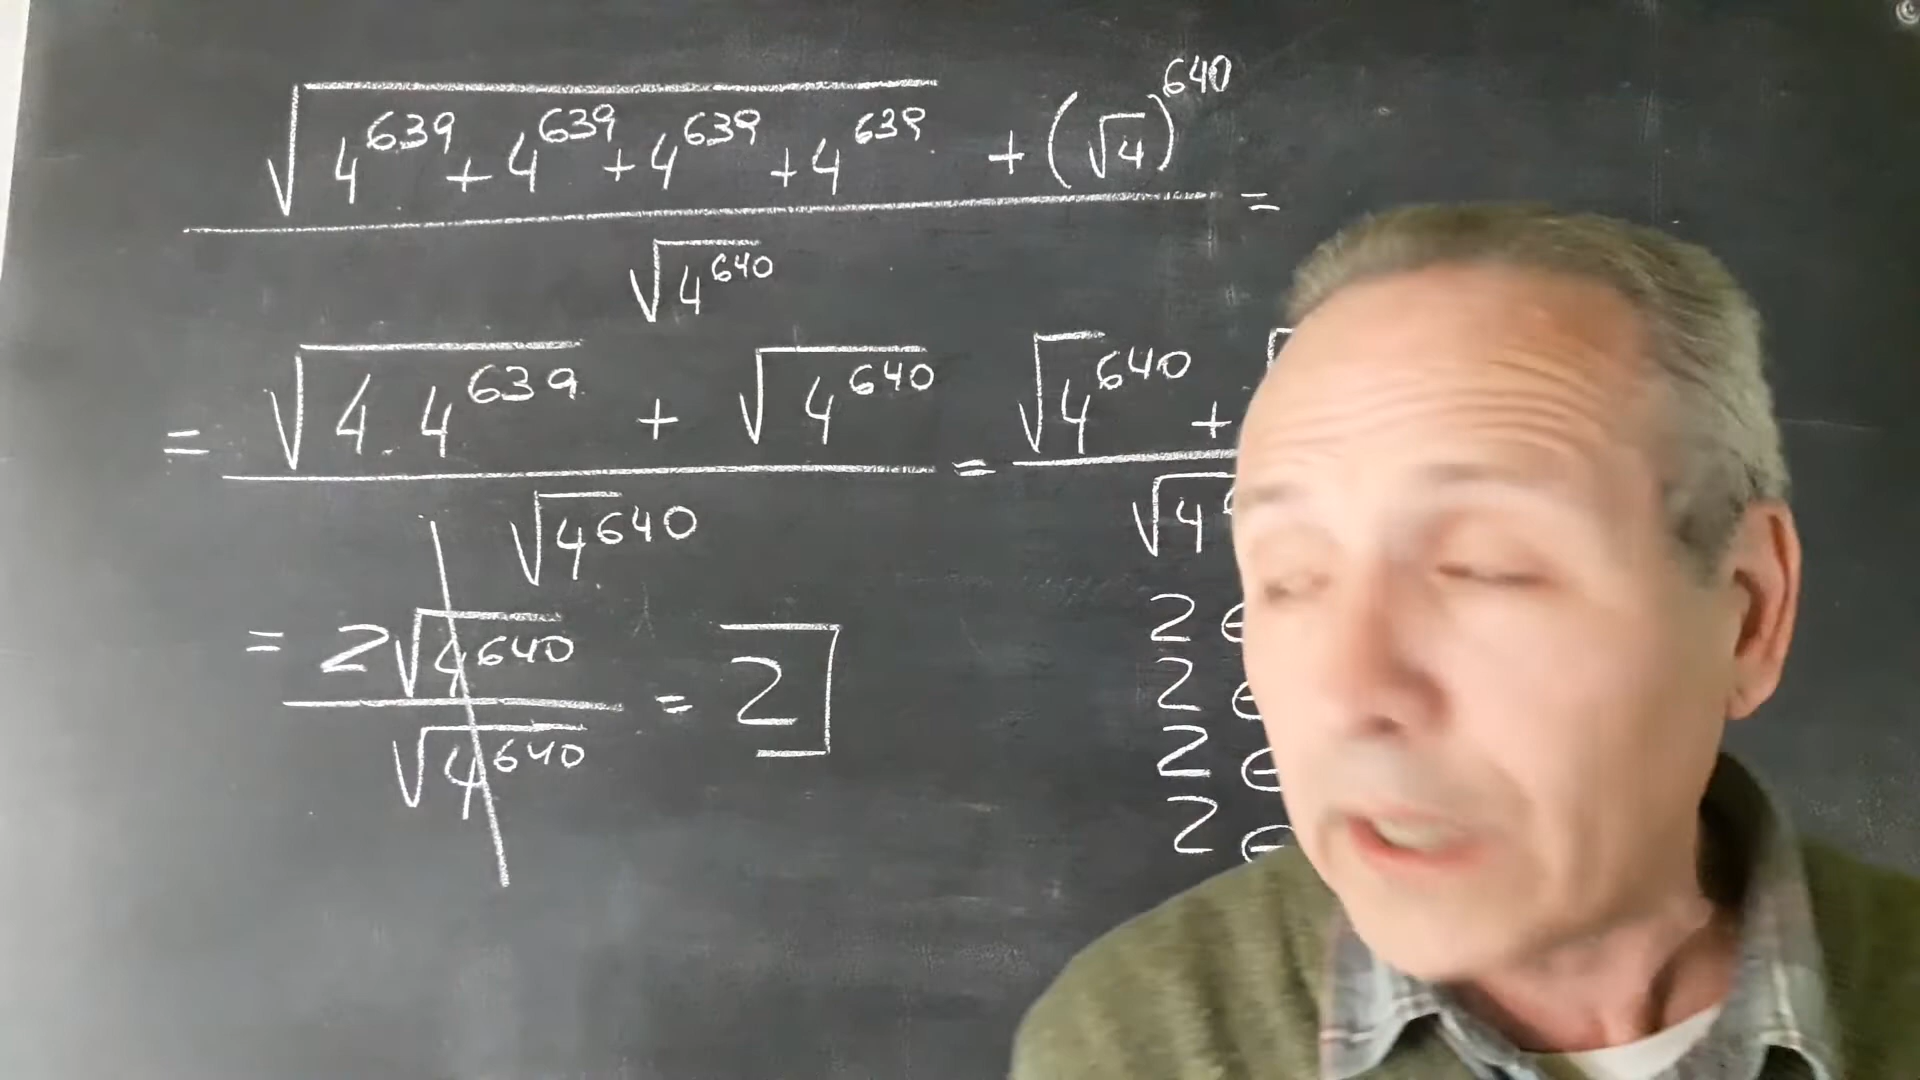 √(4^639 + 4^639 + 4^639 + 4^639) + (√4)^640 =
√4^640
= √(4.4^639) + √4^640 = √4^640 +
√4^640 √4
= 2√4^640 = 2
√4^640
2 e
2 e
2 e
2 e